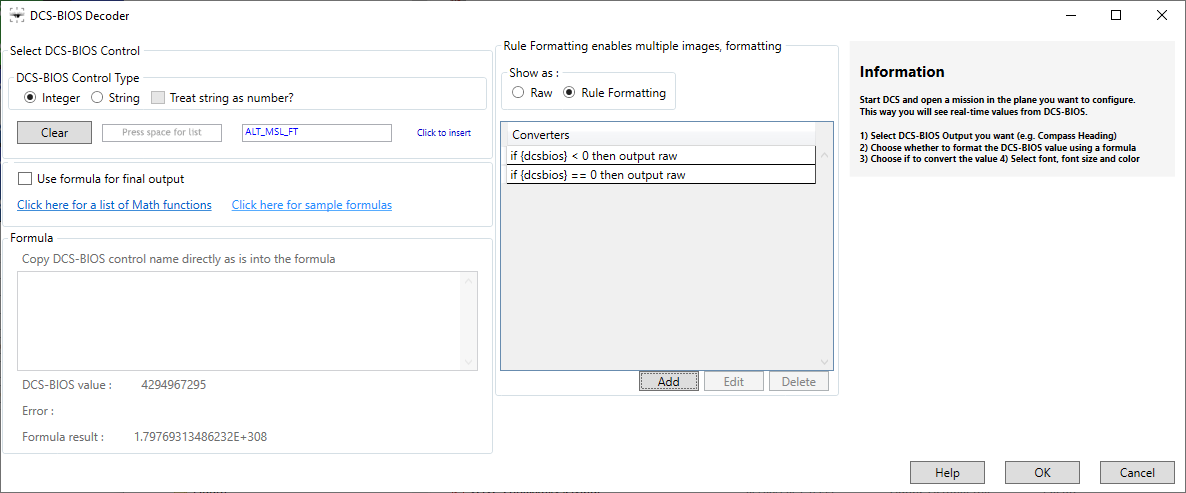 DCS-BIOS Decoder
Select DCS-BIOS Control
DCS-BIOS Control Type
Integer String Treat string as number?
Clear Press space for list ALT_MSL_FT Click to insert
Use formula for final output
Click here for a list of Math functions Click here for sample formulas
Formula
Copy DCS-BIOS control name directly as is into the formula
DCS-BIOS value : 4294967295
Error :
Formula result : 1.79769313486232E+308
Rule Formatting enables multiple images, formatting
Show as :
Raw Rule Formatting
Converters
if {dcsbios} < 0 then output raw
if {dcsbios} == 0 then output raw
Add Edit Delete
Information
Start DCS and open a mission in the plane you want to configure.
This way you will see real-time values from DCS-BIOS.
1) Select DCS-BIOS Output you want (e.g. Compass Heading)
2) Choose whether to format the DCS-BIOS value using a formula
3) Choose if to convert the value 4) Select font, font size and color
Help OK Cancel